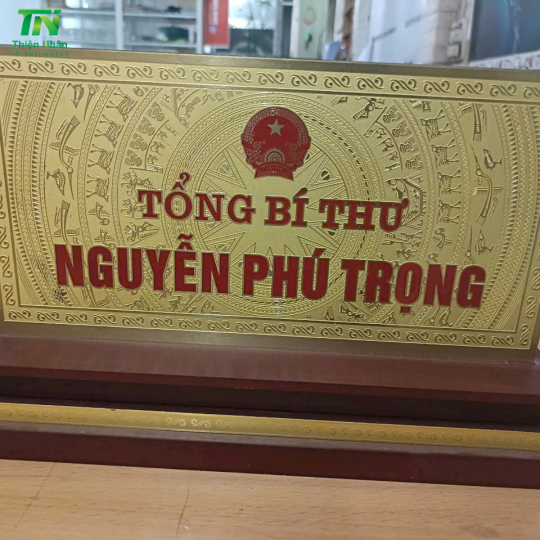 TN
Thiện Nhân
TỔNG BÍ THƯ
NGUYỄN PHÚ TRỌNG